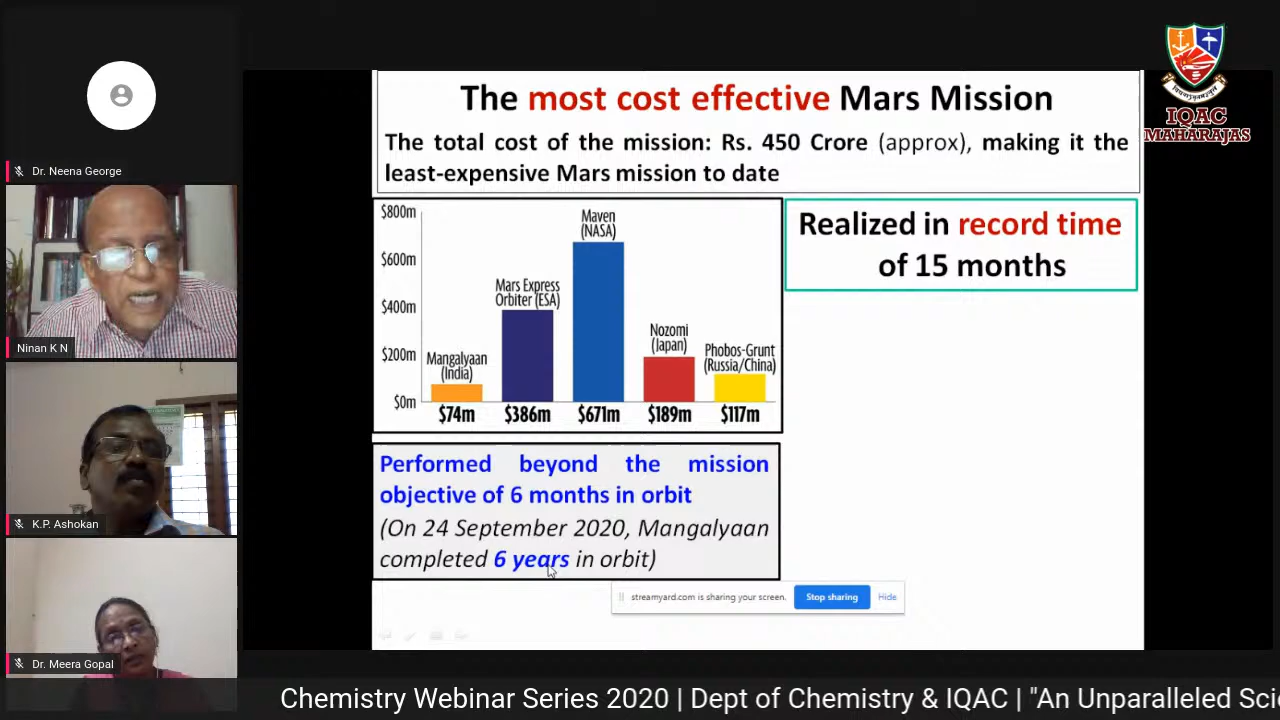 The most cost effective Mars Mission
The total cost of the mission: Rs. 450 Crore (approx), making it the
least-expensive Mars mission to date
IQAC
MAHARAJAS
Dr. Neena George
Ninan K N
K.P. Ashokan
Dr. Meera Gopal
$800m
$600m
$400m
$200m
$0m
Mangalyaan
(India)
Mars Express
Orbiter (ESA)
Maven
(NASA)
Nozomi
(Japan)
Phobos-Grunt
(Russia/China)
$74m $386m $671m $189m $117m
Realized in record time
of 15 months
Performed beyond the mission
objective of 6 months in orbit
(On 24 September 2020, Mangalyaan
completed 6 years in orbit)
streamyard.com is sharing your screen. Stop sharing Hide
Chemistry Webinar Series 2020 | Dept of Chemistry & IQAC | "An Unparalleled Sci